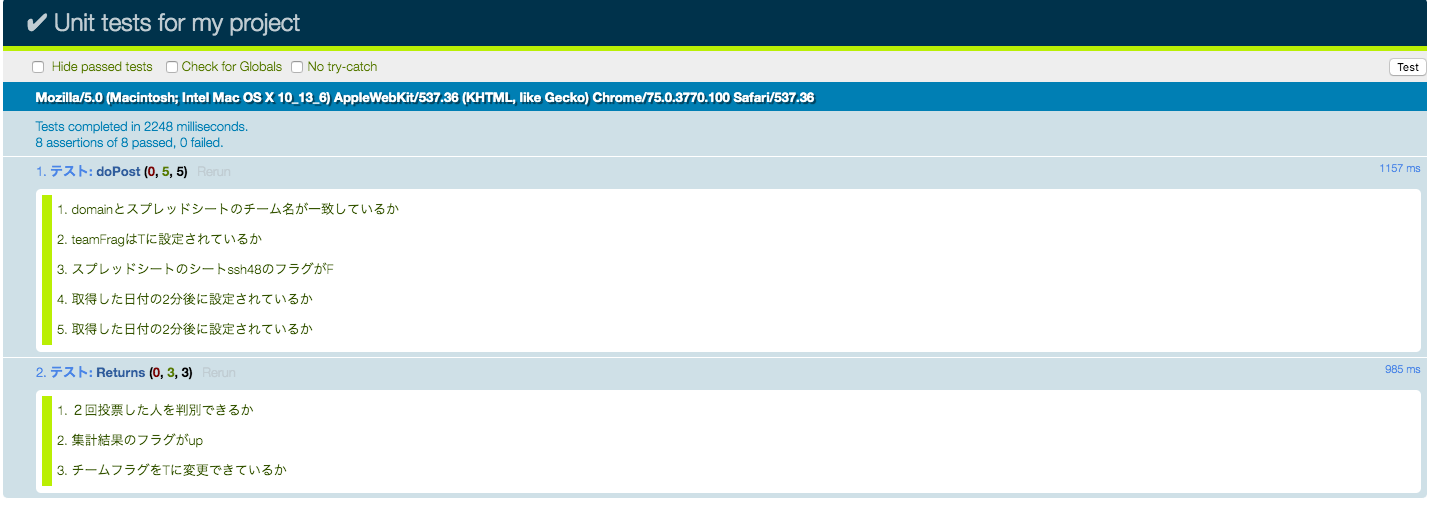 ✔ Unit tests for my project
Hide passed tests Check for Globals No try-catch Test
Mozilla/5.0 (Macintosh; Intel Mac OS X 10_13_6) AppleWebKit/537.36 (KHTML, like Gecko) Chrome/75.0.3770.100 Safari/537.36
Tests completed in 2248 milliseconds.
8 assertions of 8 passed, 0 failed.
1. テスト: doPost (0, 5, 5) Rerun 1157 ms
1. domainとスプレッドシートのチーム名が一致しているか
2. teamFragはTに設定されているか
3. スプレッドシートのシートssh48のフラグがF
4. 取得した日付の2分後に設定されているか
5. 取得した日付の2分後に設定されているか
2. テスト: Returns (0, 3, 3) Rerun 985 ms
1. ２回投票した人を判別できるか
2. 集計結果のフラグがup
3. チームフラグをTに変更できているか